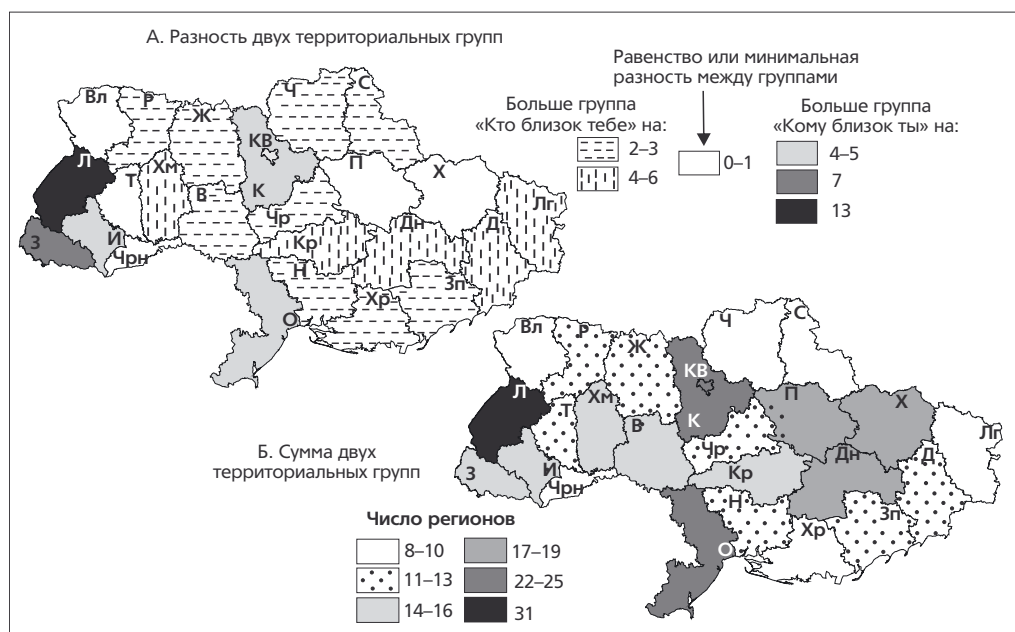 А. Разность двух территориальных групп
Равенство или минимальная
разность между группами
Больше группа
«Кто близок тебе» на:
2–3
4–6
0–1
Больше группа
«Кому близок ты» на:
4–5
7
13
Вл
Р
Ж
Ч
С
КВ
К
Л
Т
Хм
В
П
Х
Лг
Чр
Дн
Д
Кр
З
И
Чрн
Н
Хр
Зп
О
Б. Сумма двух
территориальных групп
Число регионов
8–10
11–13
14–16
17–19
22–25
31
Вл
Р
Ж
Ч
С
КВ
К
Л
Т
Хм
В
П
Х
Лг
Чр
Дн
Д
Кр
З
И
Чрн
Н
Хр
Зп
О